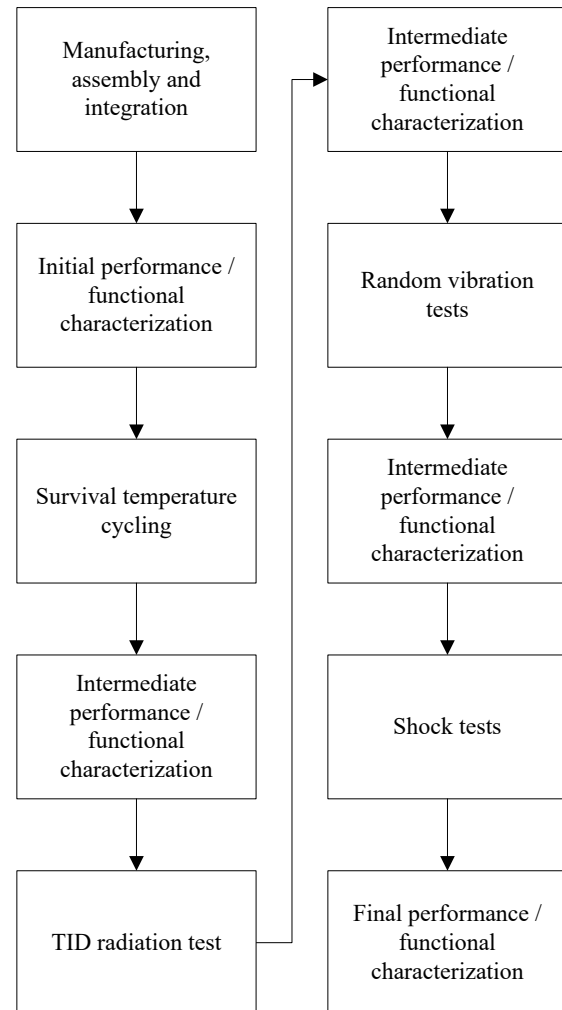 Manufacturing,
assembly and
integration
Initial performance /
functional
characterization
Survival temperature
cycling
Intermediate
performance /
functional
characterization
TID radiation test
Intermediate
performance /
functional
characterization
Random vibration
tests
Intermediate
performance /
functional
characterization
Shock tests
Final performance /
functional
characterization